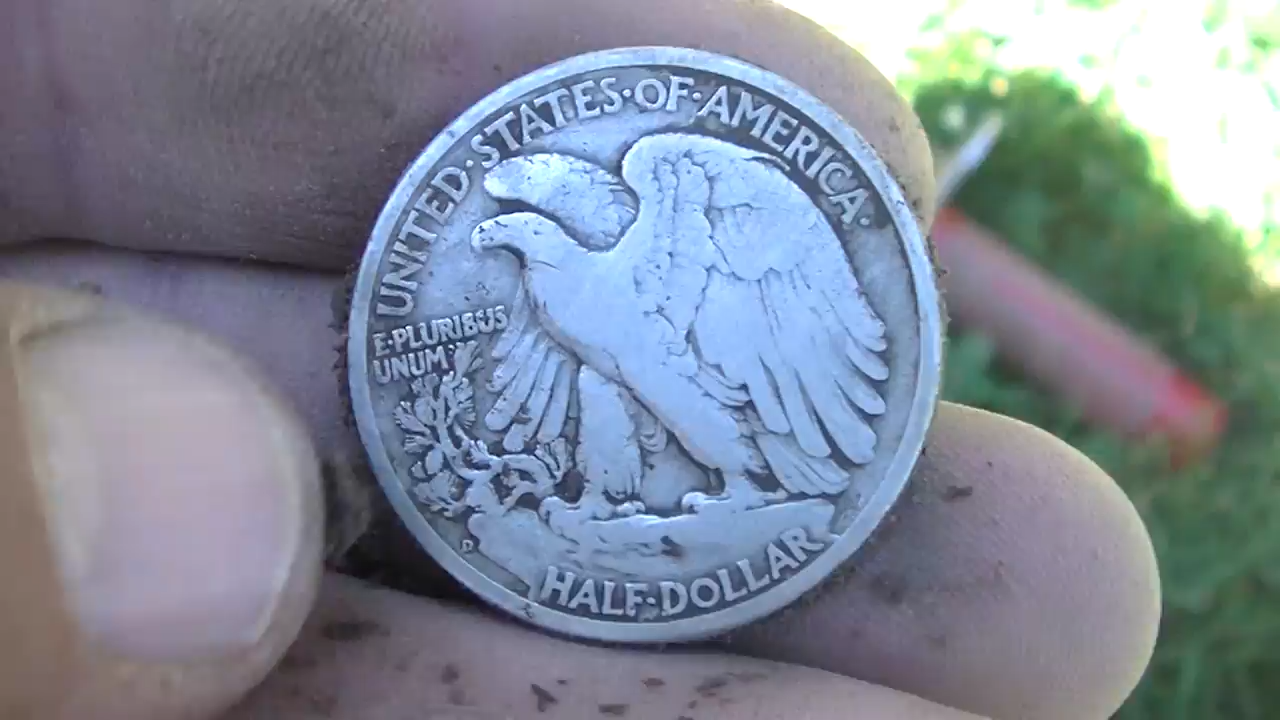 UNITED·STATES·OF·AMERICA·
E·PLURIBUS
UNUM
D
HALF·DOLLAR